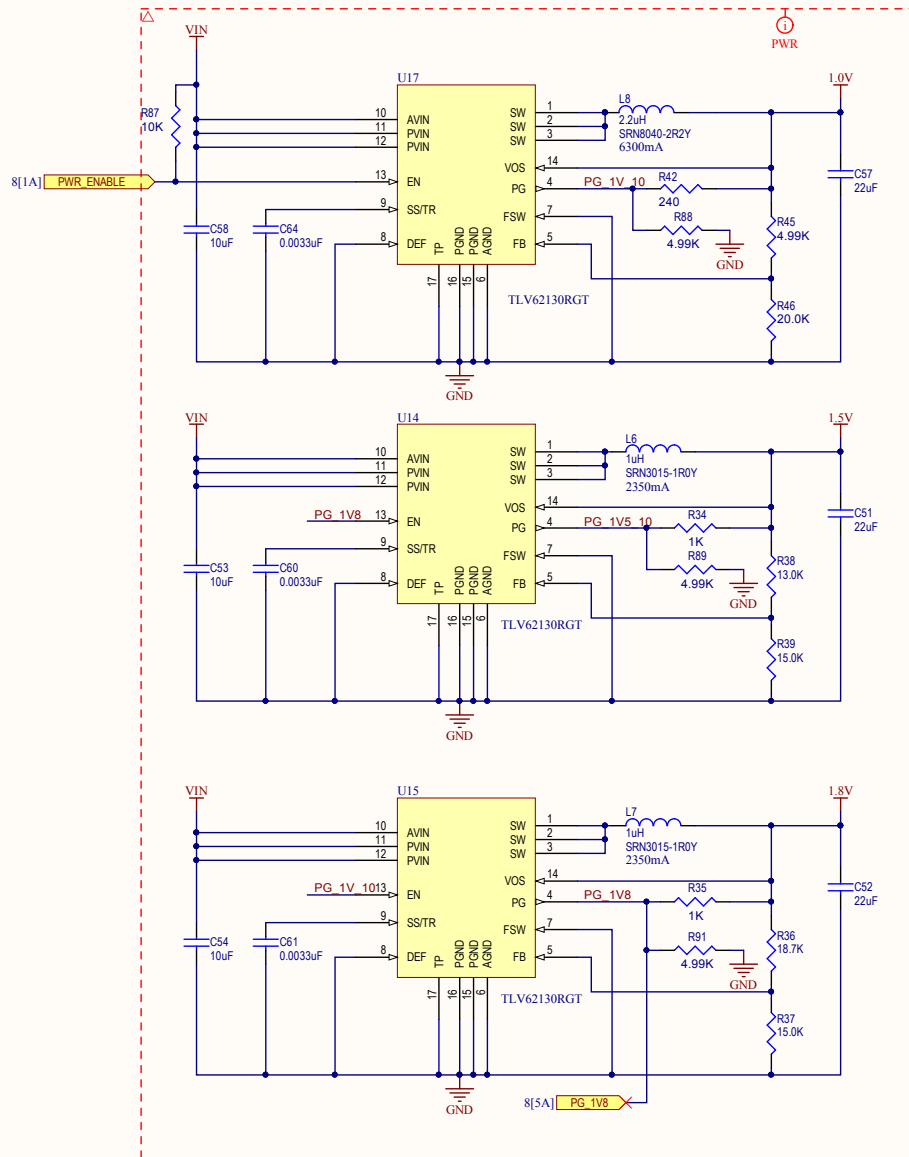 PWR
VIN
U17
1.0V
R87
10K
8[1A] PWR_ENABLE
10 AVIN
11 PVIN
12 PVIN
13 EN
9 SS/TR
8 DEF
SW 1
SW 2
SW 3
VOS 14
PG 4
FSW 7
FB 5
TP PGND PGND AGND
17 16 15 6
TLV62130RGT
L8
2.2uH
SRN8040-2R2Y
6300mA
PG_1V_10
R42
240
R88
4.99K
GND
R45
4.99K
R46
20.0K
C57
22uF
C58
10uF
C64
0.0033uF
GND
VIN
U14
1.5V
10 AVIN
11 PVIN
12 PVIN
PG_1V8 13 EN
9 SS/TR
8 DEF
SW 1
SW 2
SW 3
VOS 14
PG 4
FSW 7
FB 5
TP PGND PGND AGND
17 16 15 6
TLV62130RGT
L6
1uH
SRN3015-1R0Y
2350mA
PG_1V5_10
R34
1K
R89
4.99K
GND
R38
13.0K
R39
15.0K
C51
22uF
C53
10uF
C60
0.0033uF
GND
VIN
U15
1.8V
10 AVIN
11 PVIN
12 PVIN
PG_1V_10 13 EN
9 SS/TR
8 DEF
SW 1
SW 2
SW 3
VOS 14
PG 4
FSW 7
FB 5
TP PGND PGND AGND
17 16 15 6
TLV62130RGT
L7
1uH
SRN3015-1R0Y
2350mA
PG_1V8
R35
1K
R91
4.99K
GND
R36
18.7K
R37
15.0K
C52
22uF
C54
10uF
C61
0.0033uF
GND
8[5A] PG_1V8